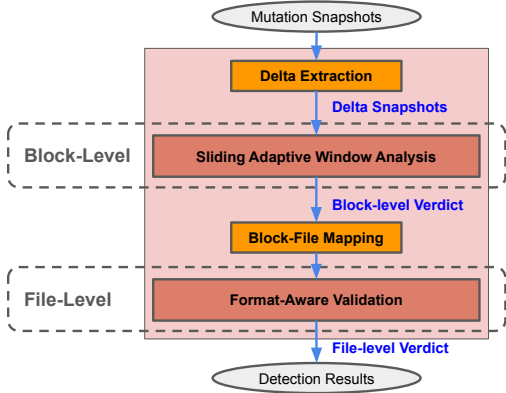 Mutation Snapshots
Delta Extraction
Delta Snapshots
Block-Level
Sliding Adaptive Window Analysis
Block-level Verdict
Block-File Mapping
File-Level
Format-Aware Validation
File-level Verdict
Detection Results